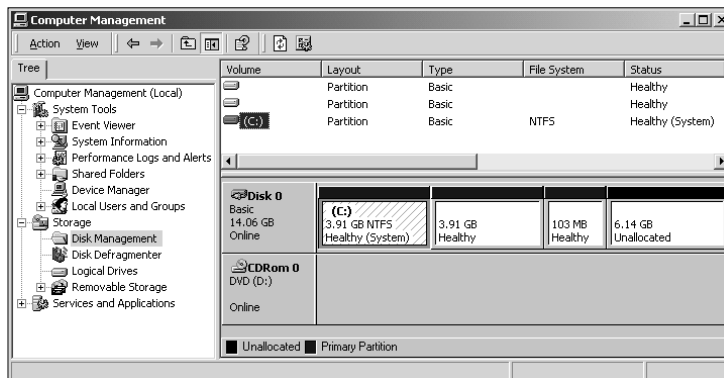 Computer Management
Action View
Tree
Computer Management (Local)
System Tools
Event Viewer
System Information
Performance Logs and Alerts
Shared Folders
Device Manager
Local Users and Groups
Storage
Disk Management
Disk Defragmenter
Logical Drives
Removable Storage
Services and Applications
Volume Layout Type File System Status
Partition Basic Healthy
Partition Basic Healthy
(C:) Partition Basic NTFS Healthy (System)
Disk 0
Basic
14.06 GB
Online
(C:)
3.91 GB NTFS
Healthy (System)
3.91 GB
Healthy
103 MB
Healthy
6.14 GB
Unallocated
CDRom 0
DVD (D:)
Online
Unallocated Primary Partition